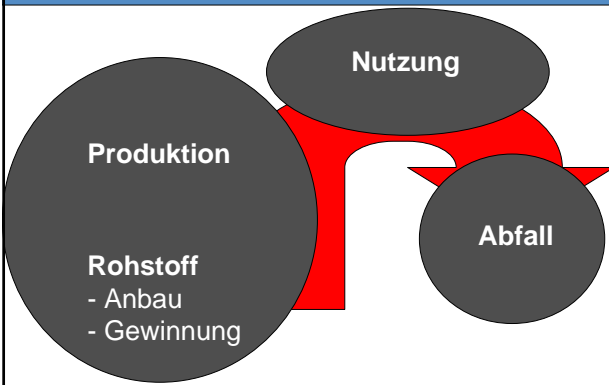 Nutzung
Produktion
Rohstoff
- Anbau
- Gewinnung
Abfall